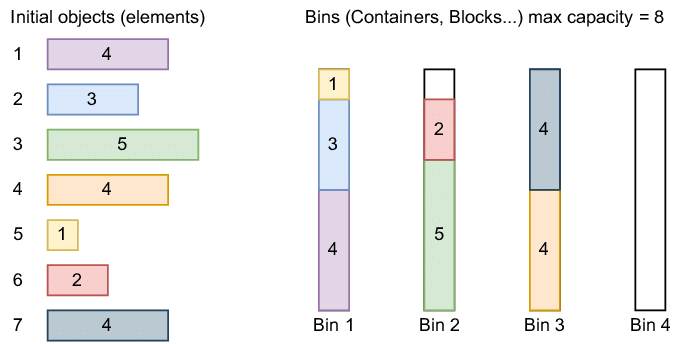 Initial objects (elements)
Bins (Containers, Blocks...) max capacity = 8
1 4
2 3
3 5
4 4
5 1
6 2
7 4
1
3
4
2
5
4
4
Bin 1
Bin 2
Bin 3
Bin 4